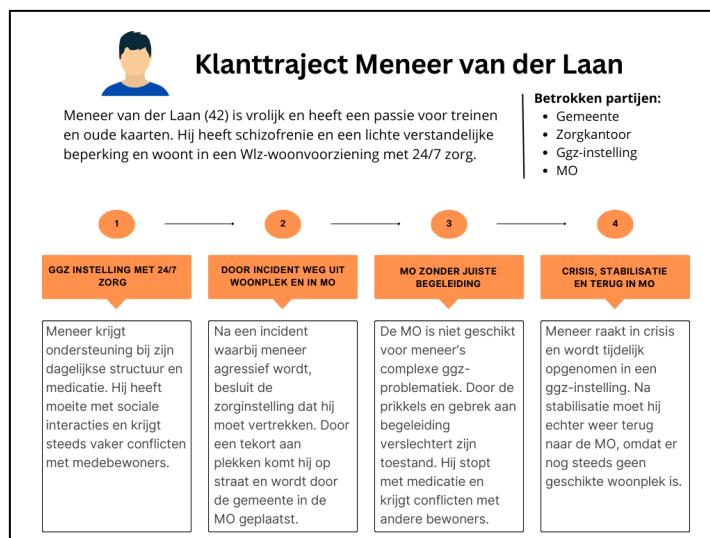 Klanttraject Meneer van der Laan
Meneer van der Laan (42) is vrolijk en heeft een passie voor treinen
en oude kaarten. Hij heeft schizofrenie en een lichte verstandelijke
beperking en woont in een Wlz-woonvoorziening met 24/7 zorg.
Betrokken partijen:
• Gemeente
• Zorgkantoor
• Ggz-instelling
• MO
1
GGZ INSTELLING MET 24/7
ZORG
Meneer krijgt
ondersteuning bij zijn
dagelijkse structuur en
medicatie. Hij heeft
moeite met sociale
interacties en krijgt
steeds vaker conflicten
met medebewoners.
2
DOOR INCIDENT WEG UIT
WOONPLEK EN IN MO
Na een incident
waarbij meneer
agressief wordt,
besluit de
zorginstelling dat hij
moet vertrekken. Door
een tekort aan
plekken komt hij op
straat en wordt door
de gemeente in de
MO geplaatst.
3
MO ZONDER JUISTE
BEGELEIDING
De MO is niet geschikt
voor meneer's
complexe ggz-
problematiek. Door de
prikkels en gebrek aan
begeleiding
verslechtert zijn
toestand. Hij stopt
met medicatie en
krijgt conflicten met
andere bewoners.
4
CRISIS, STABILISATIE
EN TERUG IN MO
Meneer raakt in crisis
en wordt tijdelijk
opgenomen in een
ggz-instelling. Na
stabilisatie moet hij
echter weer terug
naar de MO, omdat er
nog steeds geen
geschikte woonplek is.